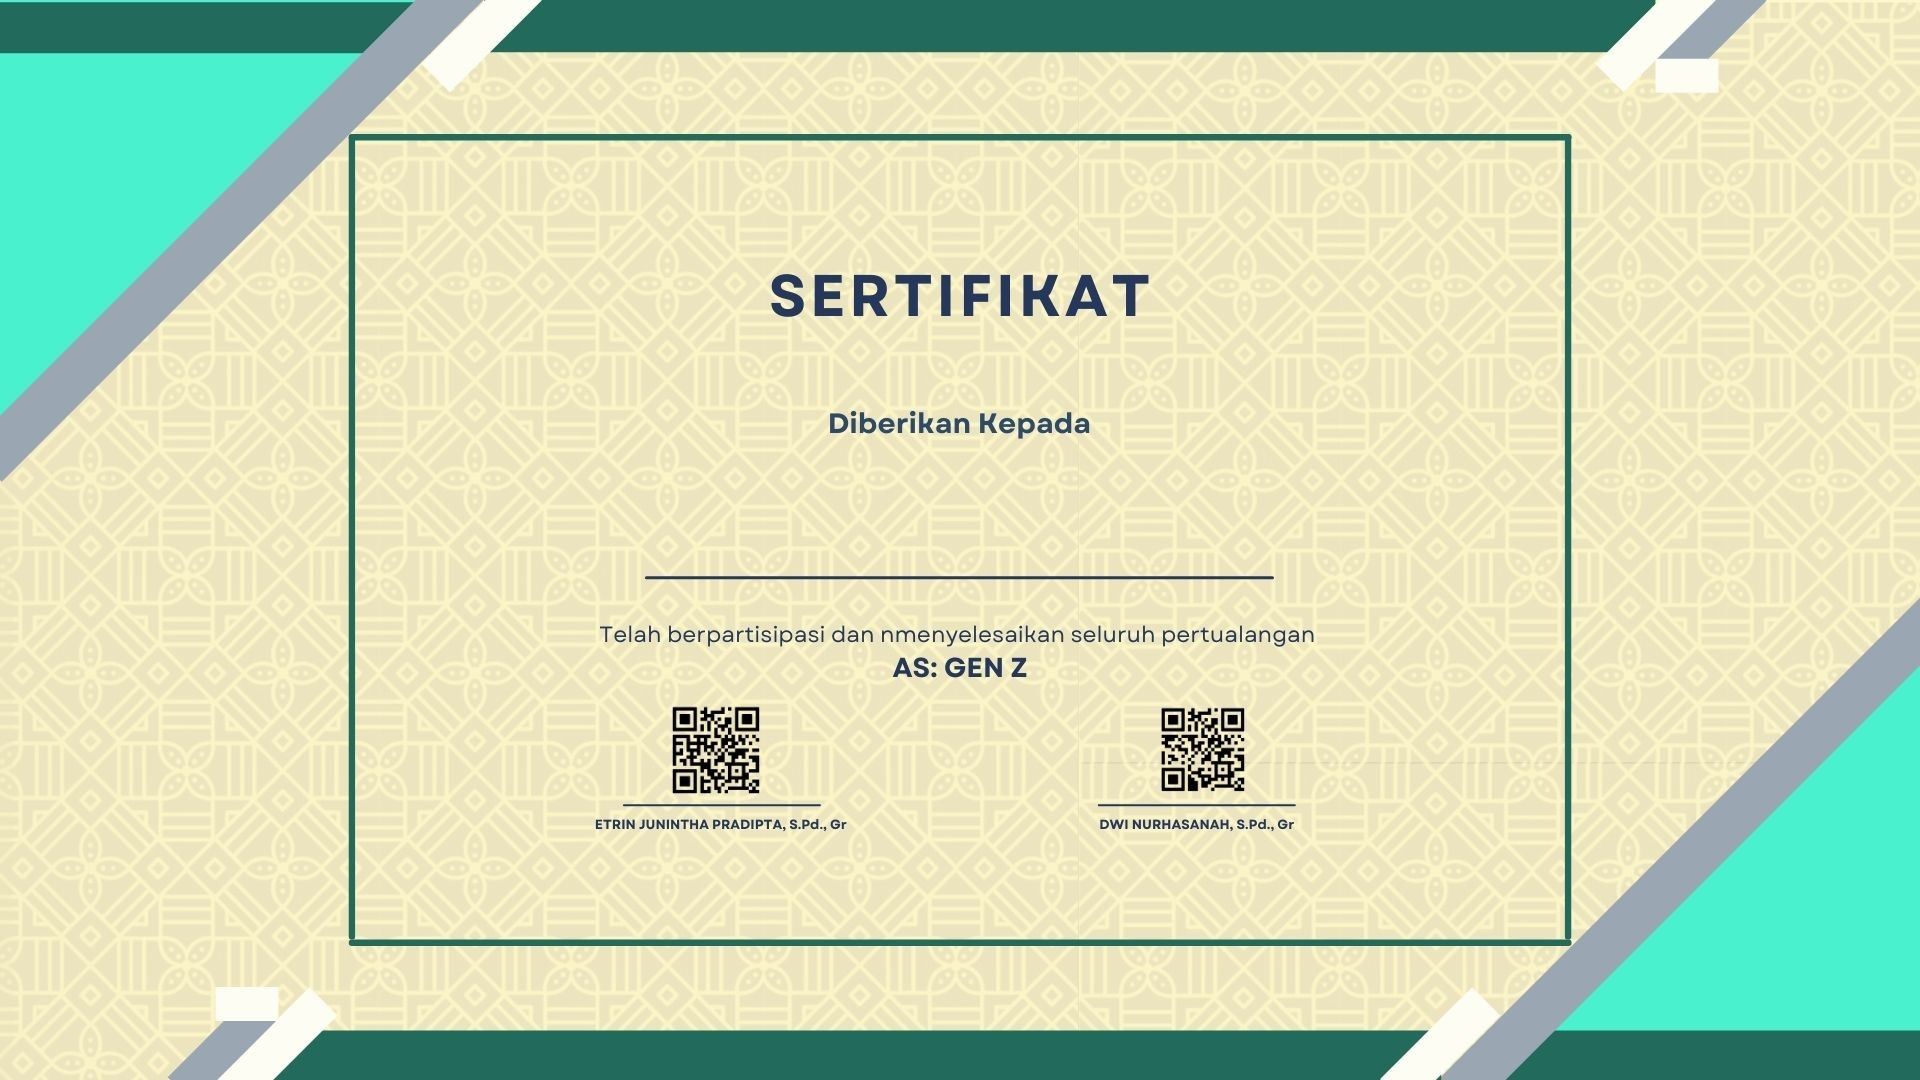 SERTIFIKAT
Diberikan Kepada
Telah berpartisipasi dan nmenyelesaikan seluruh pertualangan
AS: GEN Z
ETRIN JUNINTHA PRADIPTA, S.Pd., Gr
DWI NURHASANAH, S.Pd., Gr